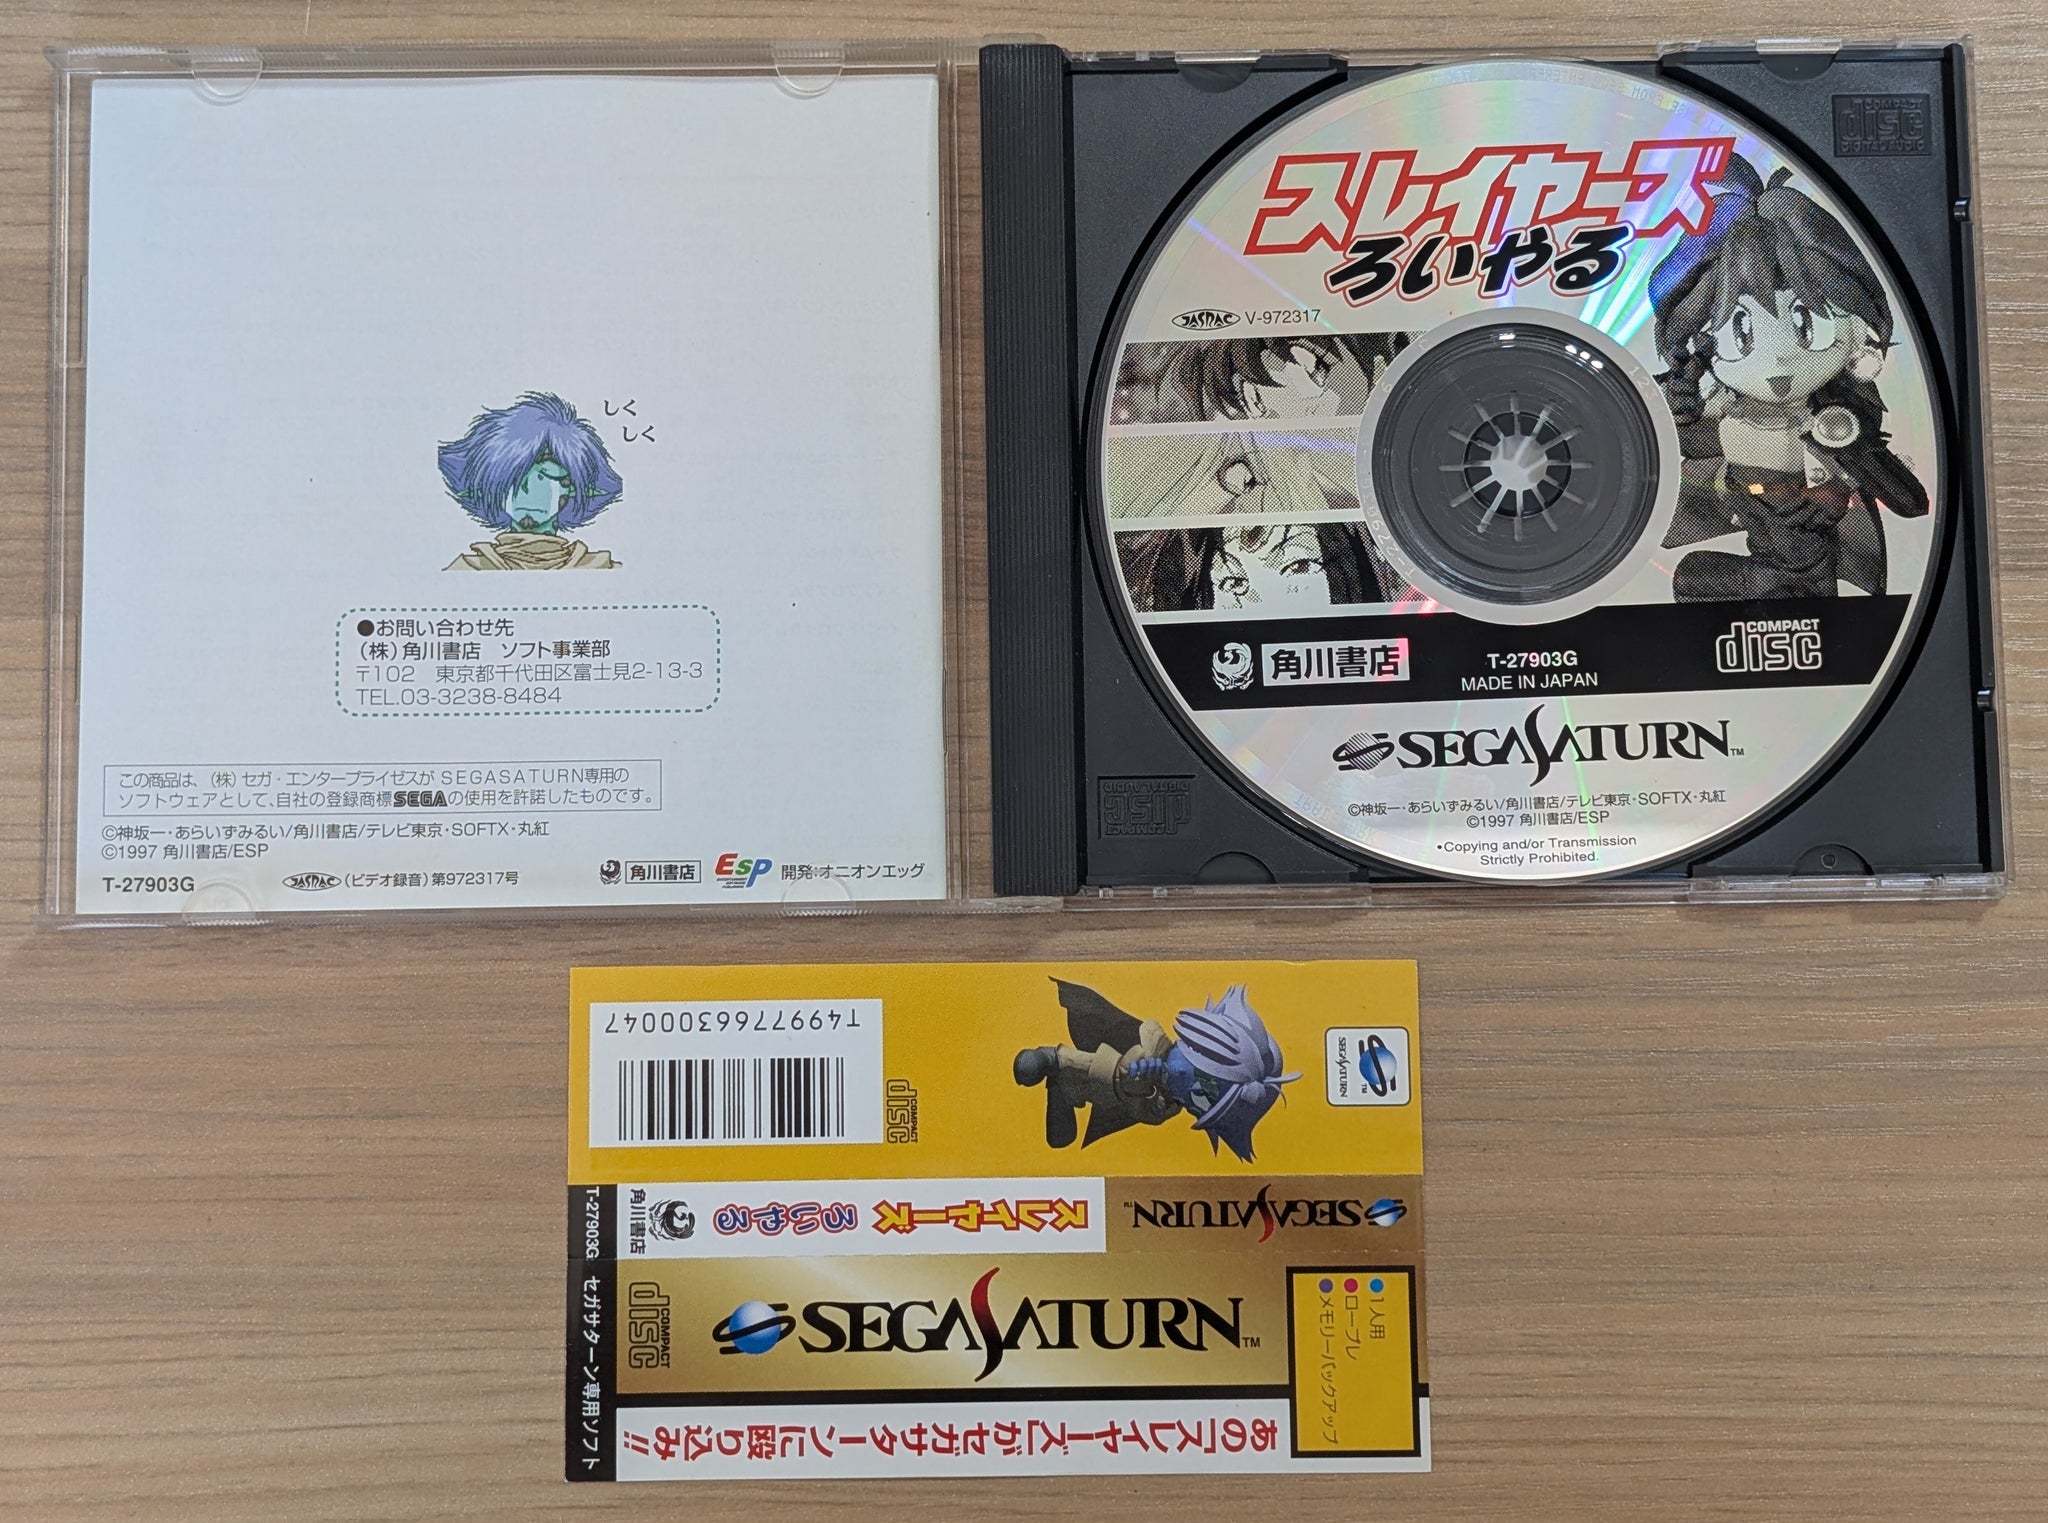 しく
しく
●お問い合わせ先
(株)角川書店 ソフト事業部
〒102 東京都千代田区富士見2-13-3
TEL.03-3238-8484
この商品は、(株)セガ・エンタープライゼスがSEGASATURN専用の
ソフトウェアとして、自社の登録商標SEGAの使用を許諾したものです。
©神坂一・あらいずみるい/角川書店/テレビ東京・SOFTX・丸紅
©1997 角川書店/ESP
T-27903G
JASRAC (ビデオ録音)第972317号
角川書店
ESP
開発:オニオンエッグ
COMPACT
disc
DIGITAL AUDIO
スレイヤーズ
ろいやる
JASRAC V-972317
角川書店
T-27903G
MADE IN JAPAN
COMPACT
disc
SEGASATURN™
©神坂一・あらいずみるい/角川書店/テレビ東京・SOFTX・丸紅
©1997 角川書店/ESP
•Copying and/or Transmission
Strictly Prohibited.
COMPACT
disc
DIGITAL AUDIO
T4997766300047
COMPACT
disc
SEGASATURN™
T-27903G セガサターン専用ソフト
角川書店
スレイヤーズ
ろいやる
SEGASATURN™
COMPACT
disc
SEGASATURN™
●1人用
●ロープレ
●メモリーバックアップ
あの「スレイヤーズ」がセガサターンに殴り込み!!